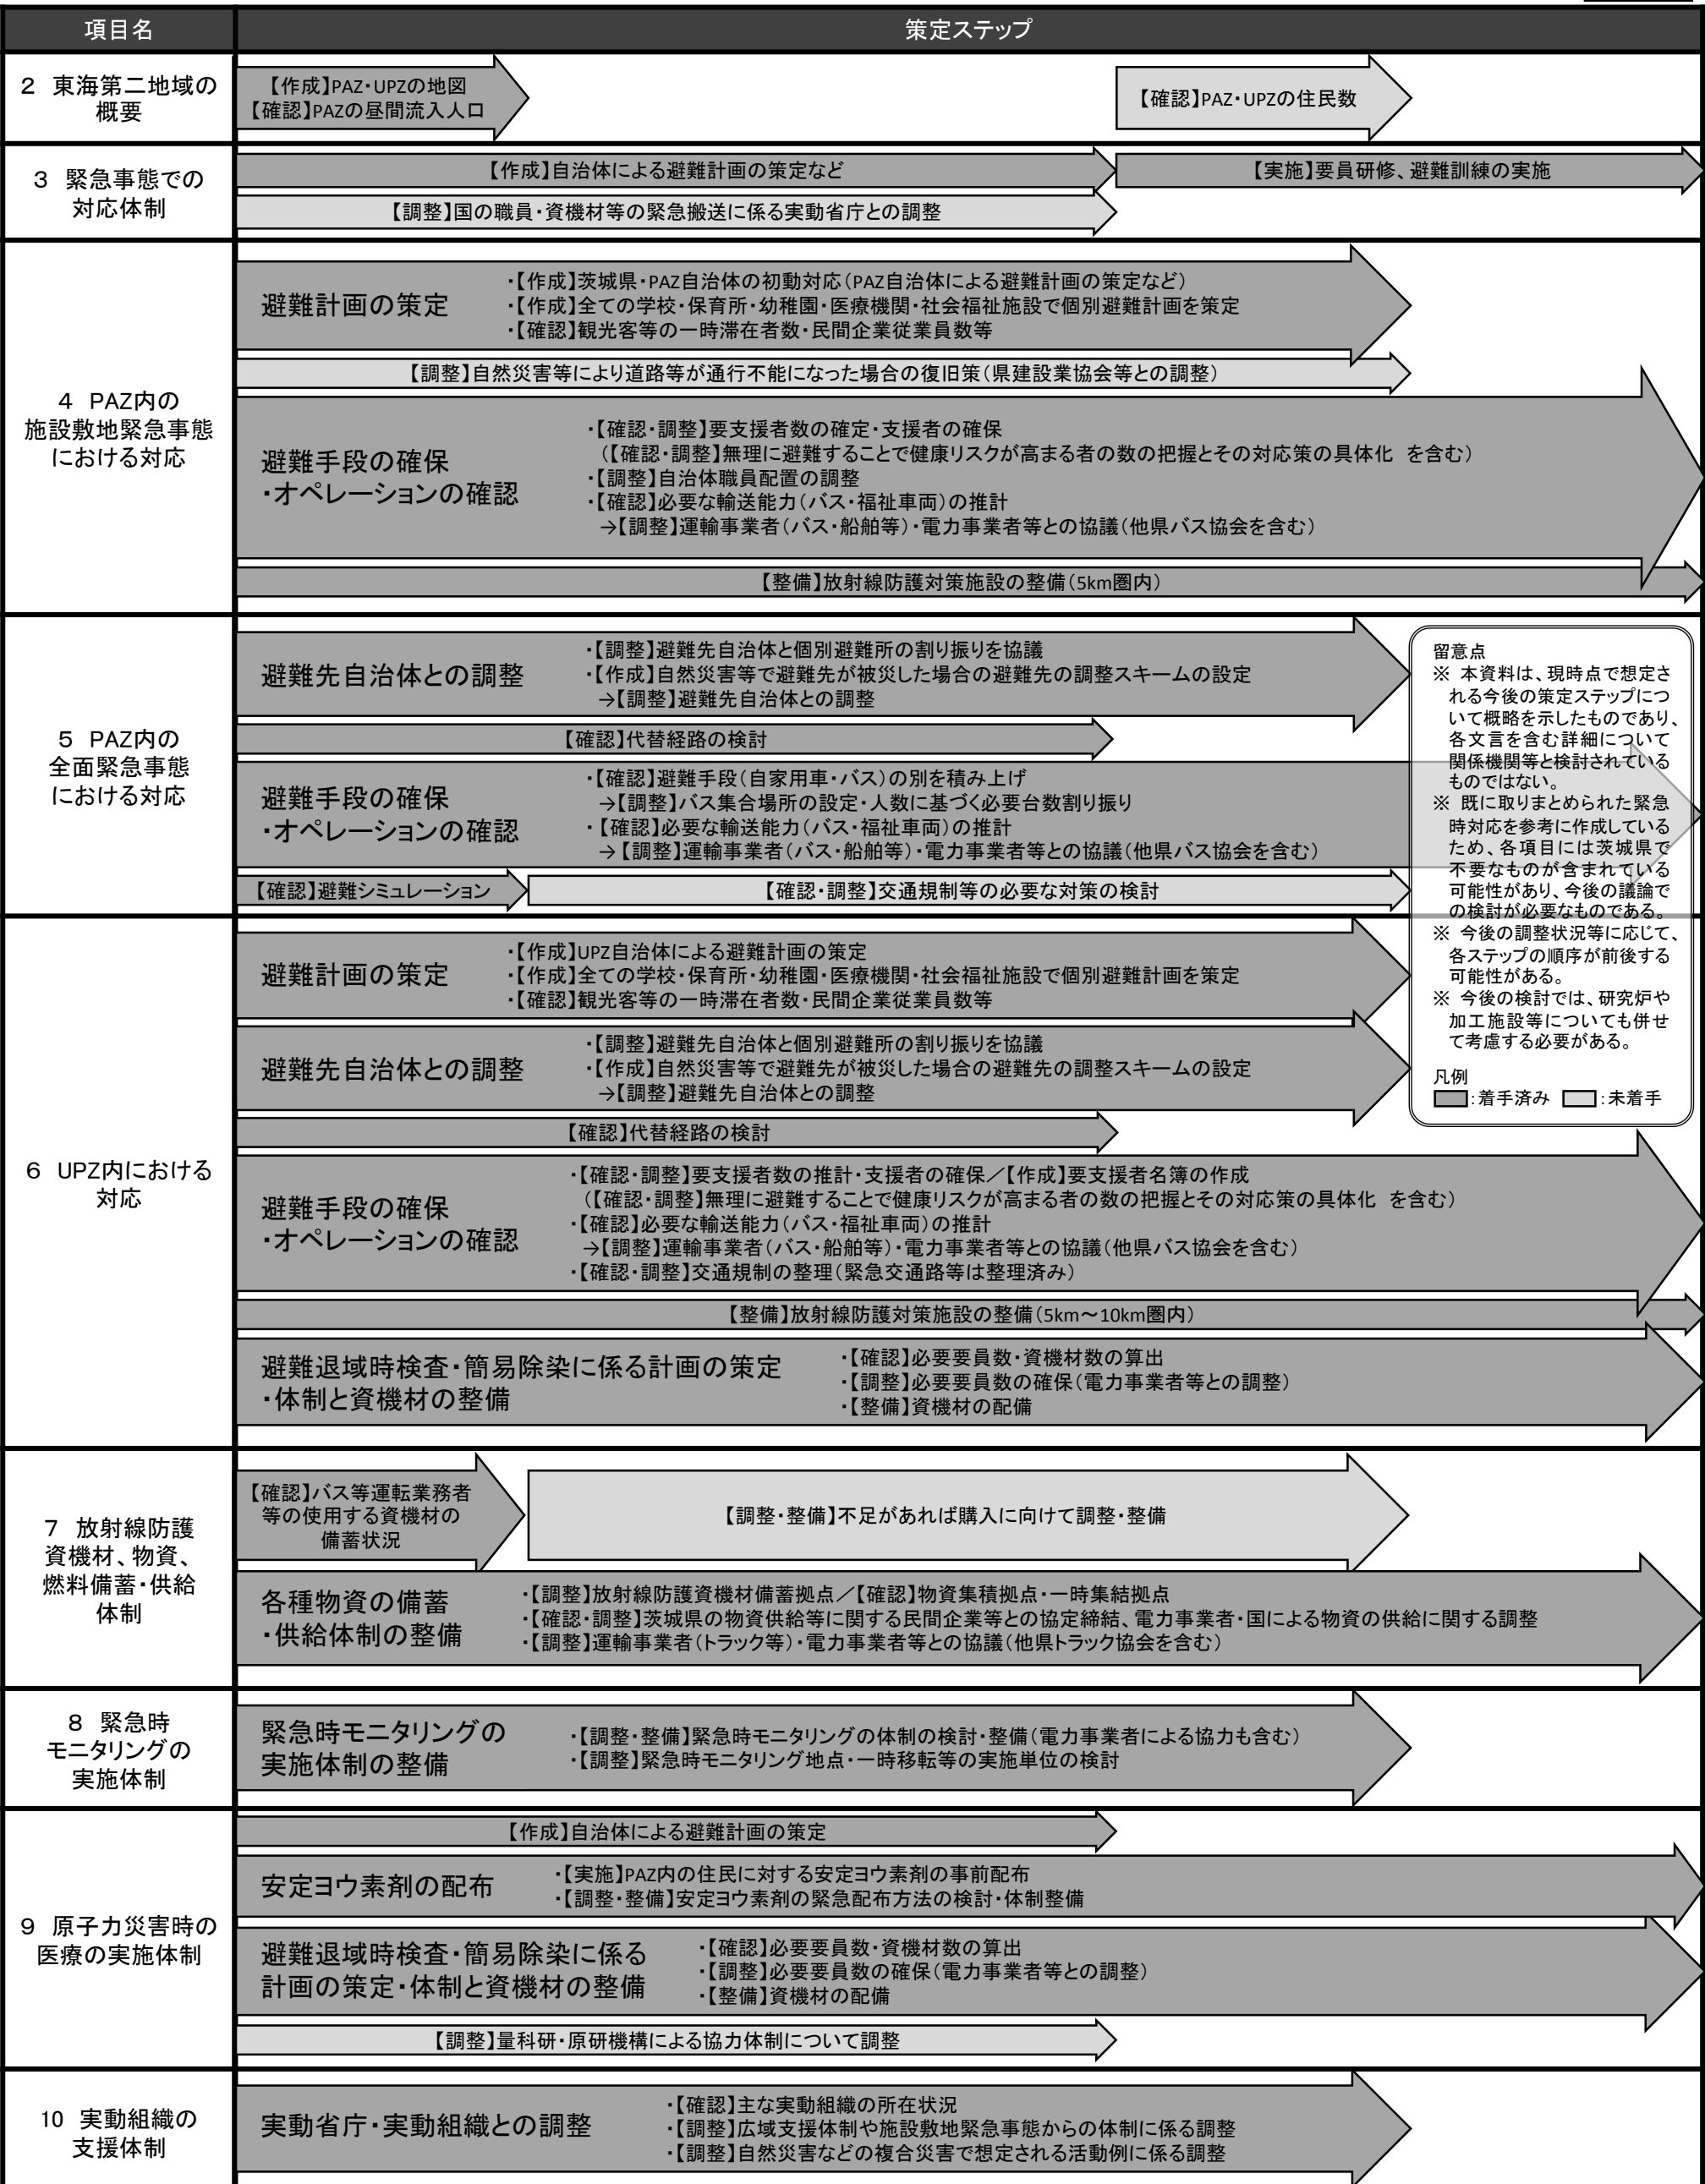 項目名
策定ステップ
2 東海第二地域の
概要
【作成】PAZ・UPZの地図
【確認】PAZの昼間流入人口
【確認】PAZ・UPZの住民数
3 緊急事態での
対応体制
【作成】自治体による避難計画の策定など
【実施】要員研修、避難訓練の実施
【調整】国の職員・資機材等の緊急搬送に係る実動省庁との調整
4 PAZ内の
施設敷地緊急事態
における対応
避難計画の策定
・【作成】茨城県・PAZ自治体の初動対応（PAZ自治体による避難計画の策定など）
・【作成】全ての学校・保育所・幼稚園・医療機関・社会福祉施設で個別避難計画を策定
・【確認】観光客等の一時滞在者数・民間企業従業員数等
【調整】自然災害等により道路等が通行不能になった場合の復旧策（県建設業協会等との調整）
避難手段の確保
・オペレーションの確認
・【確認・調整】要支援者数の確定・支援者の確保
（【確認・調整】無理に避難することで健康リスクが高まる者の数の把握とその対応策の具体化 を含む）
・【調整】自治体職員配置の調整
・【確認】必要な輸送能力（バス・福祉車両）の推計
→【調整】運輸事業者（バス・船舶等）・電力事業者等との協議（他県バス協会を含む）
【整備】放射線防護対策施設の整備（5km圏内）
5 PAZ内の
全面緊急事態
における対応
避難先自治体との調整
・【調整】避難先自治体と個別避難所の割り振りを協議
・【作成】自然災害等で避難先が被災した場合の避難先の調整スキームの設定
→【調整】避難先自治体との調整
【確認】代替経路の検討
避難手段の確保
・オペレーションの確認
・【確認】避難手段（自家用車・バス）の別を積み上げ
→【調整】バス集合場所の設定・人数に基づく必要台数割り振り
・【確認】必要な輸送能力（バス・福祉車両）の推計
→【調整】運輸事業者（バス・船舶等）・電力事業者等との協議（他県バス協会を含む）
【確認】避難シミュレーション
【確認・調整】交通規制等の必要な対策の検討
留意点
※ 本資料は、現時点で想定さ
れる今後の策定ステップにつ
いて概略を示したものであり、
各文言を含む詳細について
関係機関等と検討されている
ものではない。
※ 既に取りまとめられた緊急
時対応を参考に作成している
ため、各項目には茨城県で
不要なものが含まれている
可能性があり、今後の議論で
の検討が必要なものである。
※ 今後の調整状況等に応じて、
各ステップの順序が前後する
可能性がある。
※ 今後の検討では、研究炉や
加工施設等についても併せ
て考慮する必要がある。
凡例
：着手済み ：未着手
6 UPZ内における
対応
避難計画の策定
・【作成】UPZ自治体による避難計画の策定
・【作成】全ての学校・保育所・幼稚園・医療機関・社会福祉施設で個別避難計画を策定
・【確認】観光客等の一時滞在者数・民間企業従業員数等
避難先自治体との調整
・【調整】避難先自治体と個別避難所の割り振りを協議
・【作成】自然災害等で避難先が被災した場合の避難先の調整スキームの設定
→【調整】避難先自治体との調整
【確認】代替経路の検討
避難手段の確保
・オペレーションの確認
・【確認・調整】要支援者数の推計・支援者の確保／【作成】要支援者名簿の作成
（【確認・調整】無理に避難することで健康リスクが高まる者の数の把握とその対応策の具体化 を含む）
・【確認】必要な輸送能力（バス・福祉車両）の推計
→【調整】運輸事業者（バス・船舶等）・電力事業者等との協議（他県バス協会を含む）
・【確認・調整】交通規制の整理（緊急交通路等は整理済み）
【整備】放射線防護対策施設の整備（5km～10km圏内）
避難退域時検査・簡易除染に係る計画の策定
・体制と資機材の整備
・【確認】必要要員数・資機材数の算出
・【調整】必要要員数の確保（電力事業者等との調整）
・【整備】資機材の配備
7 放射線防護
資機材、物資、
燃料備蓄・供給
体制
【確認】バス等運転業務者
等の使用する資機材の
備蓄状況
【調整・整備】不足があれば購入に向けて調整・整備
各種物資の備蓄
・供給体制の整備
・【調整】放射線防護資機材備蓄拠点／【確認】物資集積拠点・一時集結拠点
・【確認・調整】茨城県の物資供給等に関する民間企業等との協定締結、電力事業者・国による物資の供給に関する調整
・【調整】運輸事業者（トラック等）・電力事業者等との協議（他県トラック協会を含む）
8 緊急時
モニタリングの
実施体制
緊急時モニタリングの
実施体制の整備
・【調整・整備】緊急時モニタリングの体制の検討・整備（電力事業者による協力も含む）
・【調整】緊急時モニタリング地点・一時移転等の実施単位の検討
9 原子力災害時の
医療の実施体制
【作成】自治体による避難計画の策定
安定ヨウ素剤の配布
・【実施】PAZ内の住民に対する安定ヨウ素剤の事前配布
・【調整・整備】安定ヨウ素剤の緊急配布方法の検討・体制整備
避難退域時検査・簡易除染に係る
計画の策定・体制と資機材の整備
・【確認】必要要員数・資機材数の算出
・【調整】必要要員数の確保（電力事業者等との調整）
・【整備】資機材の配備
【調整】量科研・原研機構による協力体制について調整
10 実動組織の
支援体制
実動省庁・実動組織との調整
・【確認】主な実動組織の所在状況
・【調整】広域支援体制や施設敷地緊急事態からの体制に係る調整
・【調整】自然災害などの複合災害で想定される活動例に係る調整